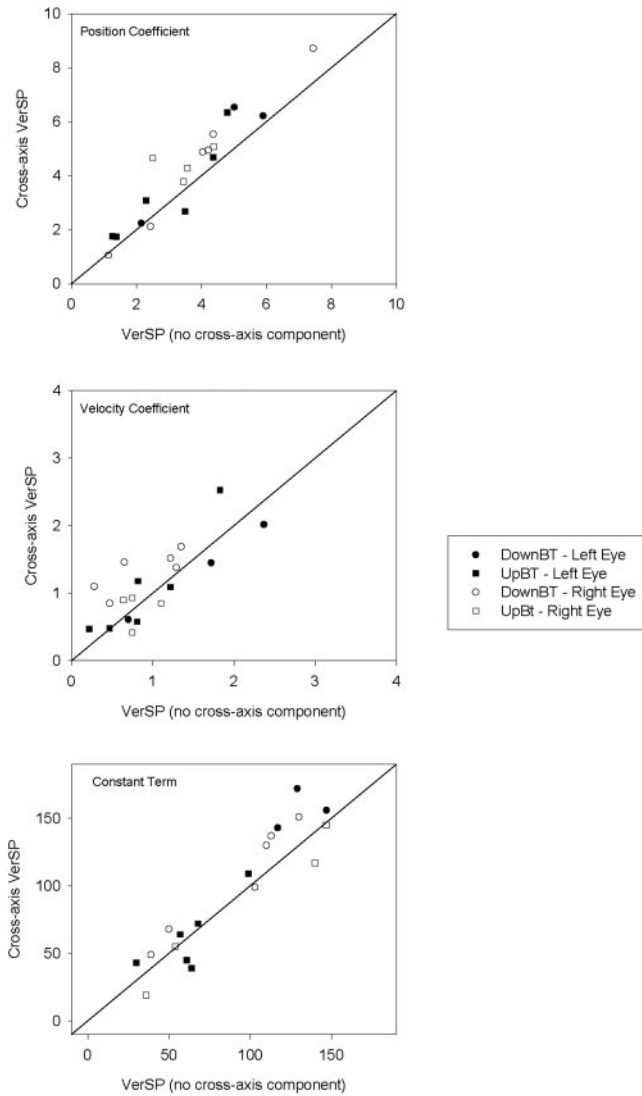 10
Position Coefficient
8
6
4
2
0
Cross-axis VerSP
0 2 4 6 8 10
VerSP (no cross-axis component)
4
Velocity Coefficient
3
2
1
0
Cross-axis VerSP
0 1 2 3 4
VerSP (no cross-axis component)
DownBT - Left Eye
UpBT - Left Eye
DownBT - Right Eye
UpBt - Right Eye
Constant Term
150
100
50
0
Cross-axis VerSP
0 50 100 150
VerSP (no cross-axis component)